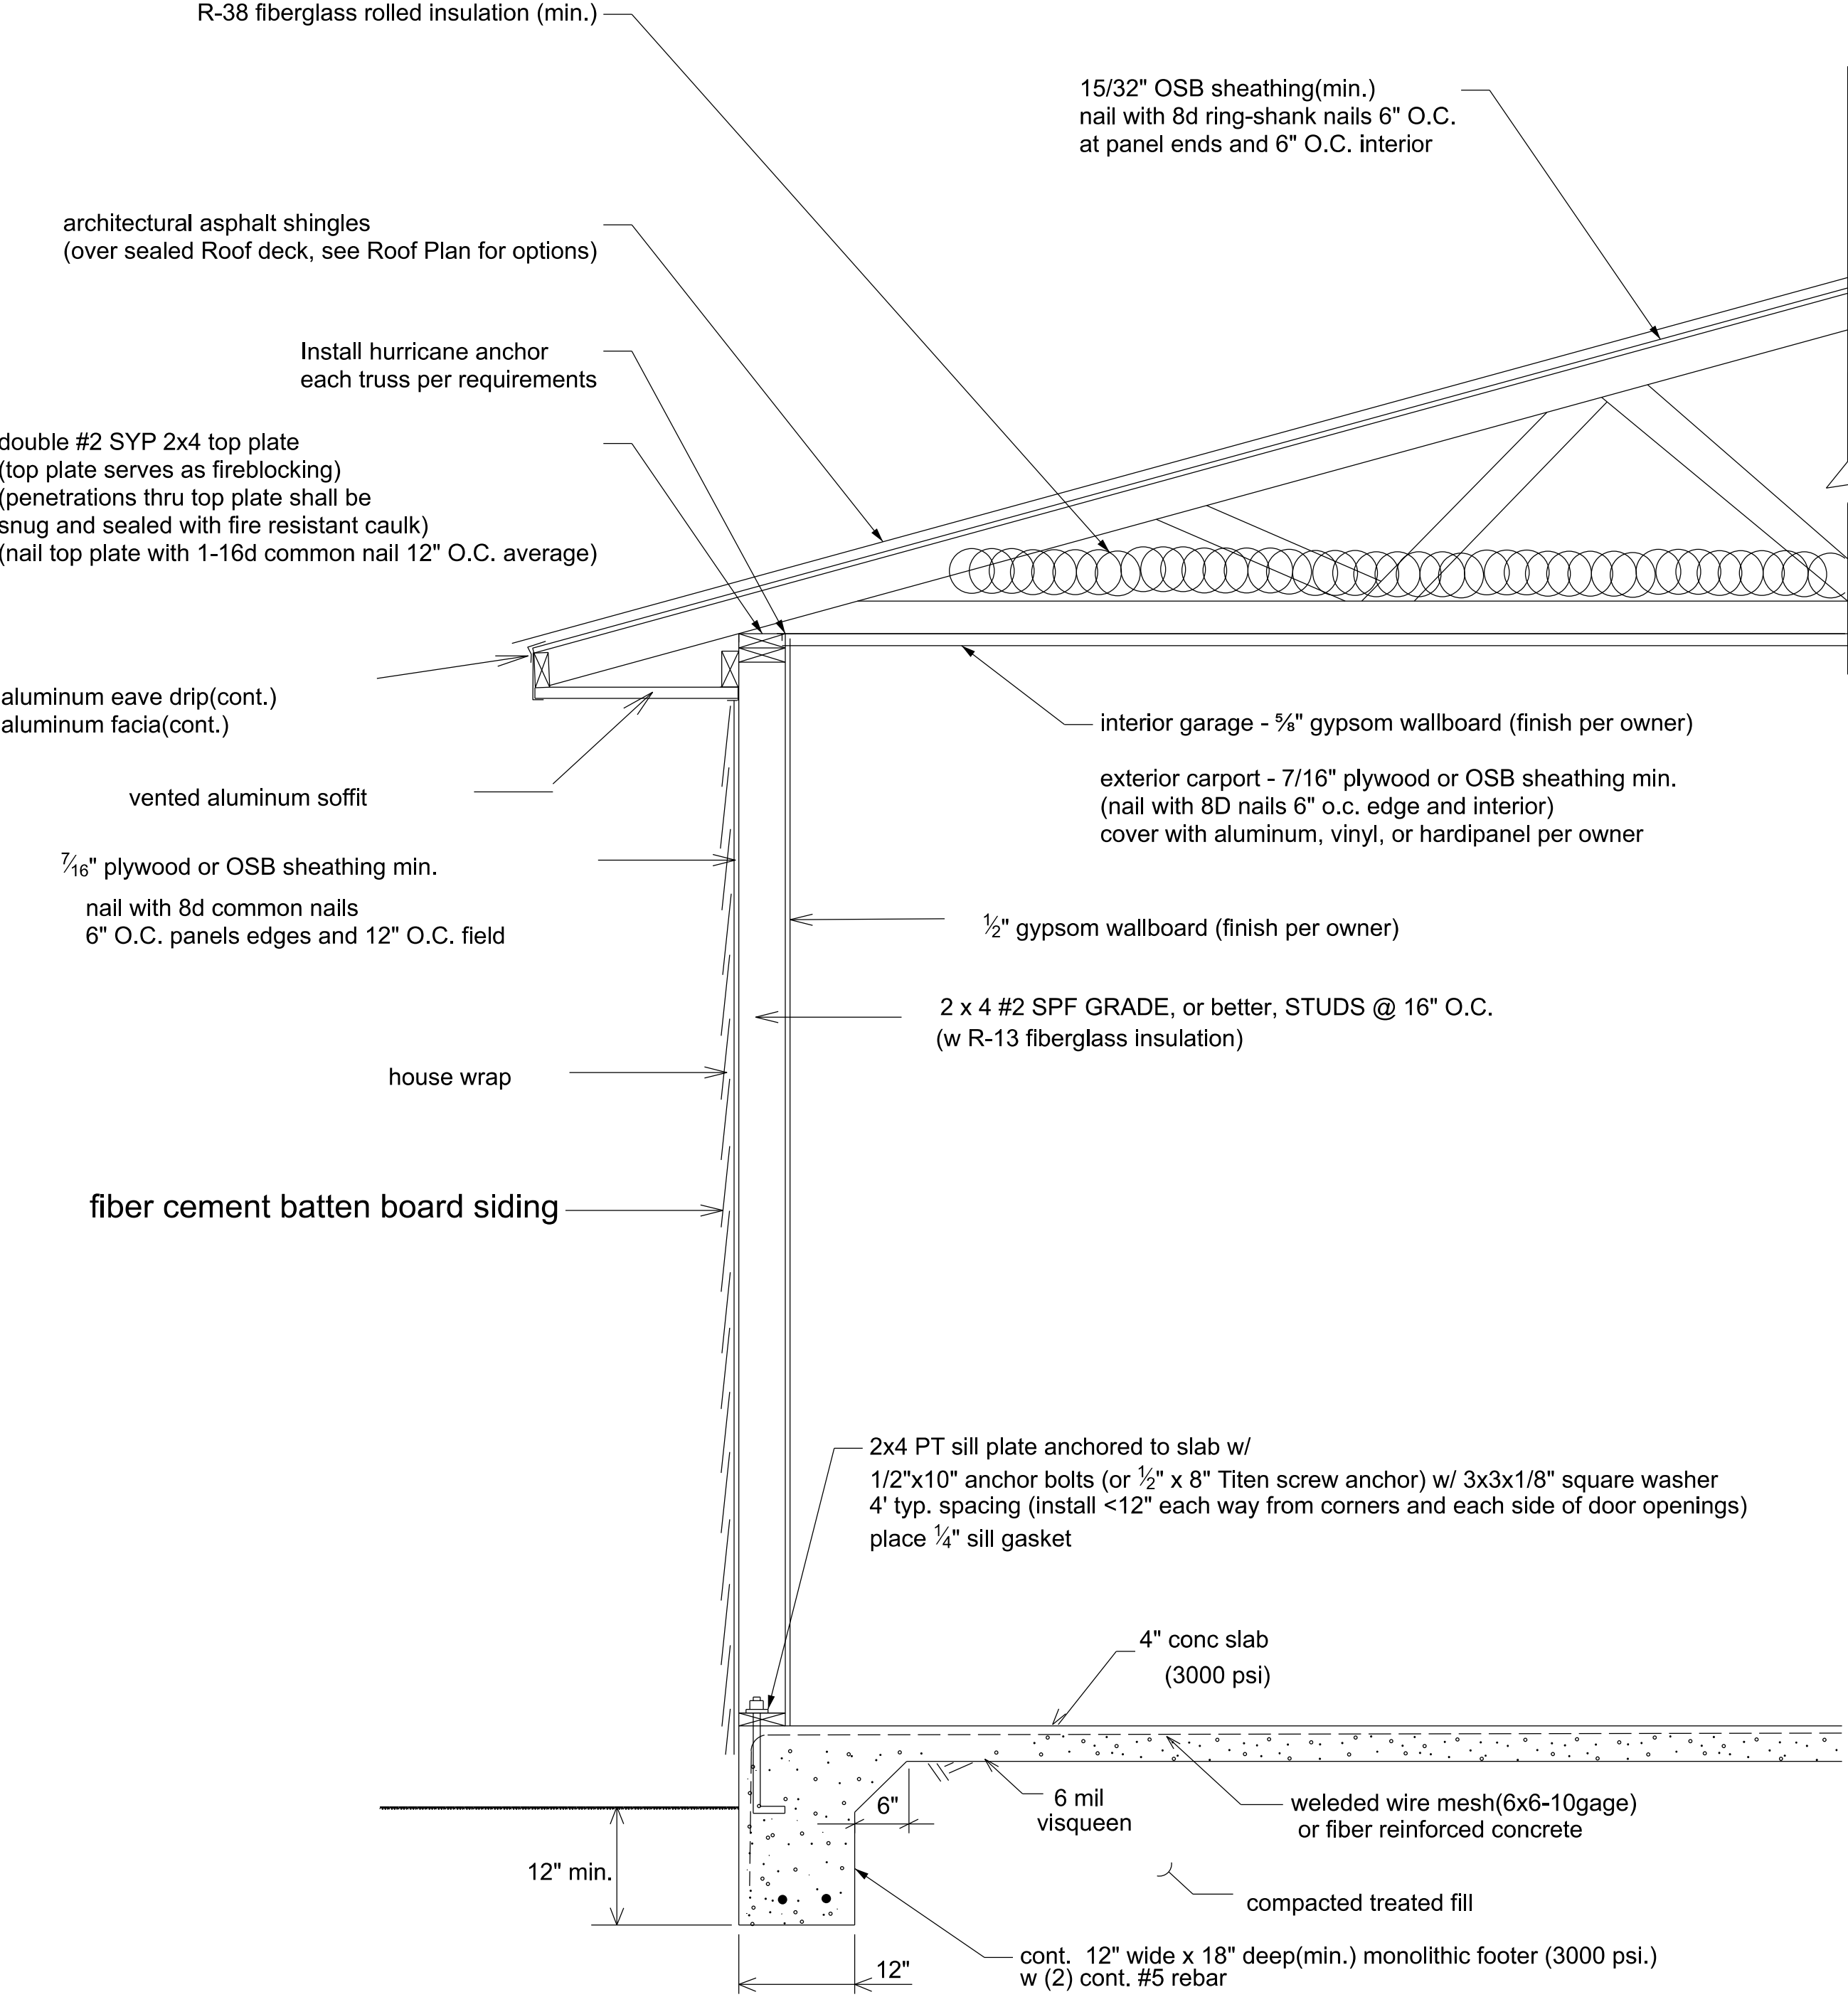 R-38 fiberglass rolled insulation (min.)
15/32" OSB sheathing(min.)
nail with 8d ring-shank nails 6" O.C.
at panel ends and 6" O.C. interior
architectural asphalt shingles
(over sealed Roof deck, see Roof Plan for options)
Install hurricane anchor
each truss per requirements
double #2 SYP 2x4 top plate
(top plate serves as fireblocking)
(penetrations thru top plate shall be
snug and sealed with fire resistant caulk)
(nail top plate with 1-16d common nail 12" O.C. average)
aluminum eave drip(cont.)
aluminum facia(cont.)
interior garage - ⅝" gypsom wallboard (finish per owner)
exterior carport - 7/16" plywood or OSB sheathing min.
(nail with 8D nails 6" o.c. edge and interior)
cover with aluminum, vinyl, or hardipanel per owner
vented aluminum soffit
7⁄16" plywood or OSB sheathing min.
nail with 8d common nails
6" O.C. panels edges and 12" O.C. field
½" gypsom wallboard (finish per owner)
2 x 4 #2 SPF GRADE, or better, STUDS @ 16" O.C.
(w R-13 fiberglass insulation)
house wrap
fiber cement batten board siding
2x4 PT sill plate anchored to slab w/
1/2"x10" anchor bolts (or ½" x 8" Titen screw anchor) w/ 3x3x1/8" square washer
4' typ. spacing (install <12" each way from corners and each side of door openings)
place ¼" sill gasket
4" conc slab
(3000 psi)
6"
6 mil
visqueen
weleded wire mesh(6x6-10gage)
or fiber reinforced concrete
12" min.
compacted treated fill
12"
cont. 12" wide x 18" deep(min.) monolithic footer (3000 psi.)
w (2) cont. #5 rebar